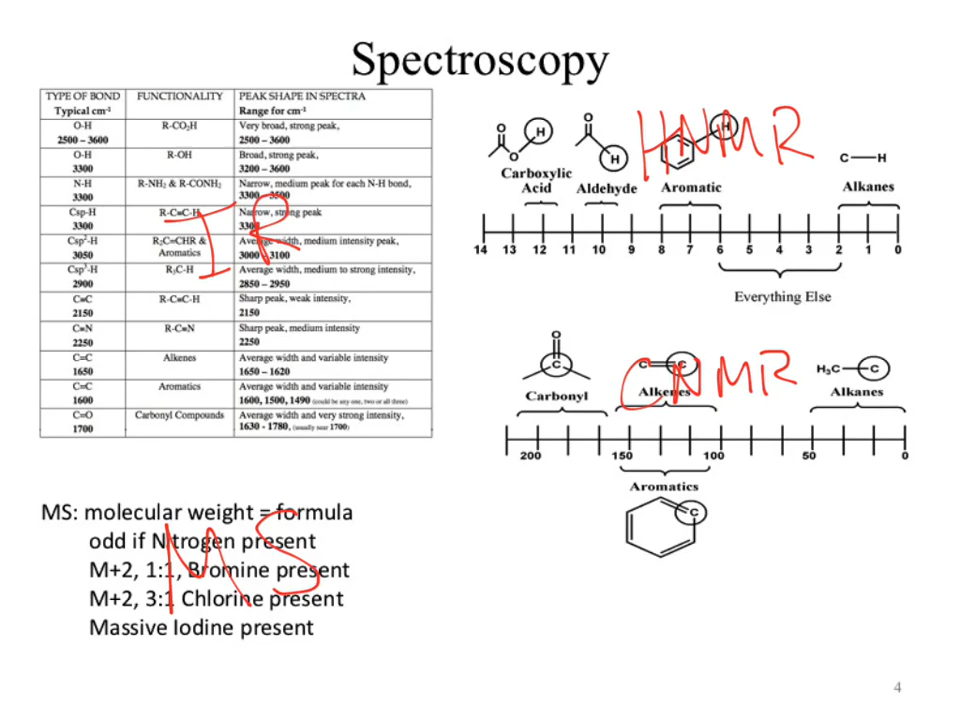 Spectroscopy
TYPE OF BOND FUNCTIONALITY PEAK SHAPE IN SPECTRA
Typical cm⁻¹ Range for cm⁻¹
O-H R-CO₂H Very broad, strong peak,
2500 – 3600 2500 – 3600
O-H R-OH Broad, strong peak,
3300 3200 – 3600
N-H R-NH₂ & R-CONH₂ Narrow, medium peak for each N-H bond,
3300 3300 – 3500
Csp-H R-C≡C-H Narrow, strong peak
3300 3300
Csp²-H R₂C=CHR & Average width, medium intensity peak,
3050 Aromatics 3000 – 3100
Csp³-H R₃C-H Average width, medium to strong intensity,
2900 2850 – 2950
C≡C R-C≡C-H Sharp peak, weak intensity,
2150 2150
C≡N R-C≡N Sharp peak, medium intensity
2250 2250
C=C Alkenes Average width and variable intensity
1650 1650 – 1620
C=C Aromatics Average width and variable intensity
1600 1600, 1500, 1490 (could be any one, two or all three)
C=O Carbonyl Compounds Average width and very strong intensity,
1700 1630 - 1780, (usually near 1700)
IR
MS: molecular weight = formula
odd if Nitrogen present
M+2, 1:1, Bromine present
M+2, 3:1 Chlorine present
Massive Iodine present
MS
HNMR
O O H H
O H C H
Carboxylic
Acid Aldehyde Aromatic Alkanes
14 13 12 11 10 9 8 7 6 5 4 3 2 1 0
Everything Else
CNMR
O
C C C H₃C C
Carbonyl Alkenes Alkanes
200 150 100 50 0
Aromatics
C
4